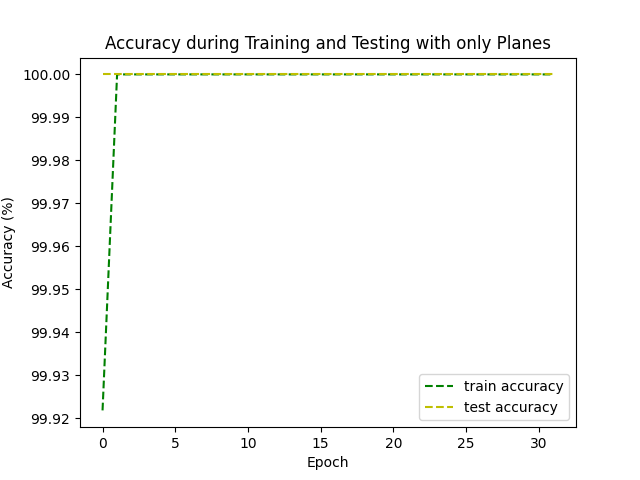 Accuracy during Training and Testing with only Planes
100.00
99.99
99.98
99.97
99.96
99.95
99.94
99.93
99.92
Accuracy (%)
train accuracy
test accuracy
0 5 10 15 20 25 30
Epoch